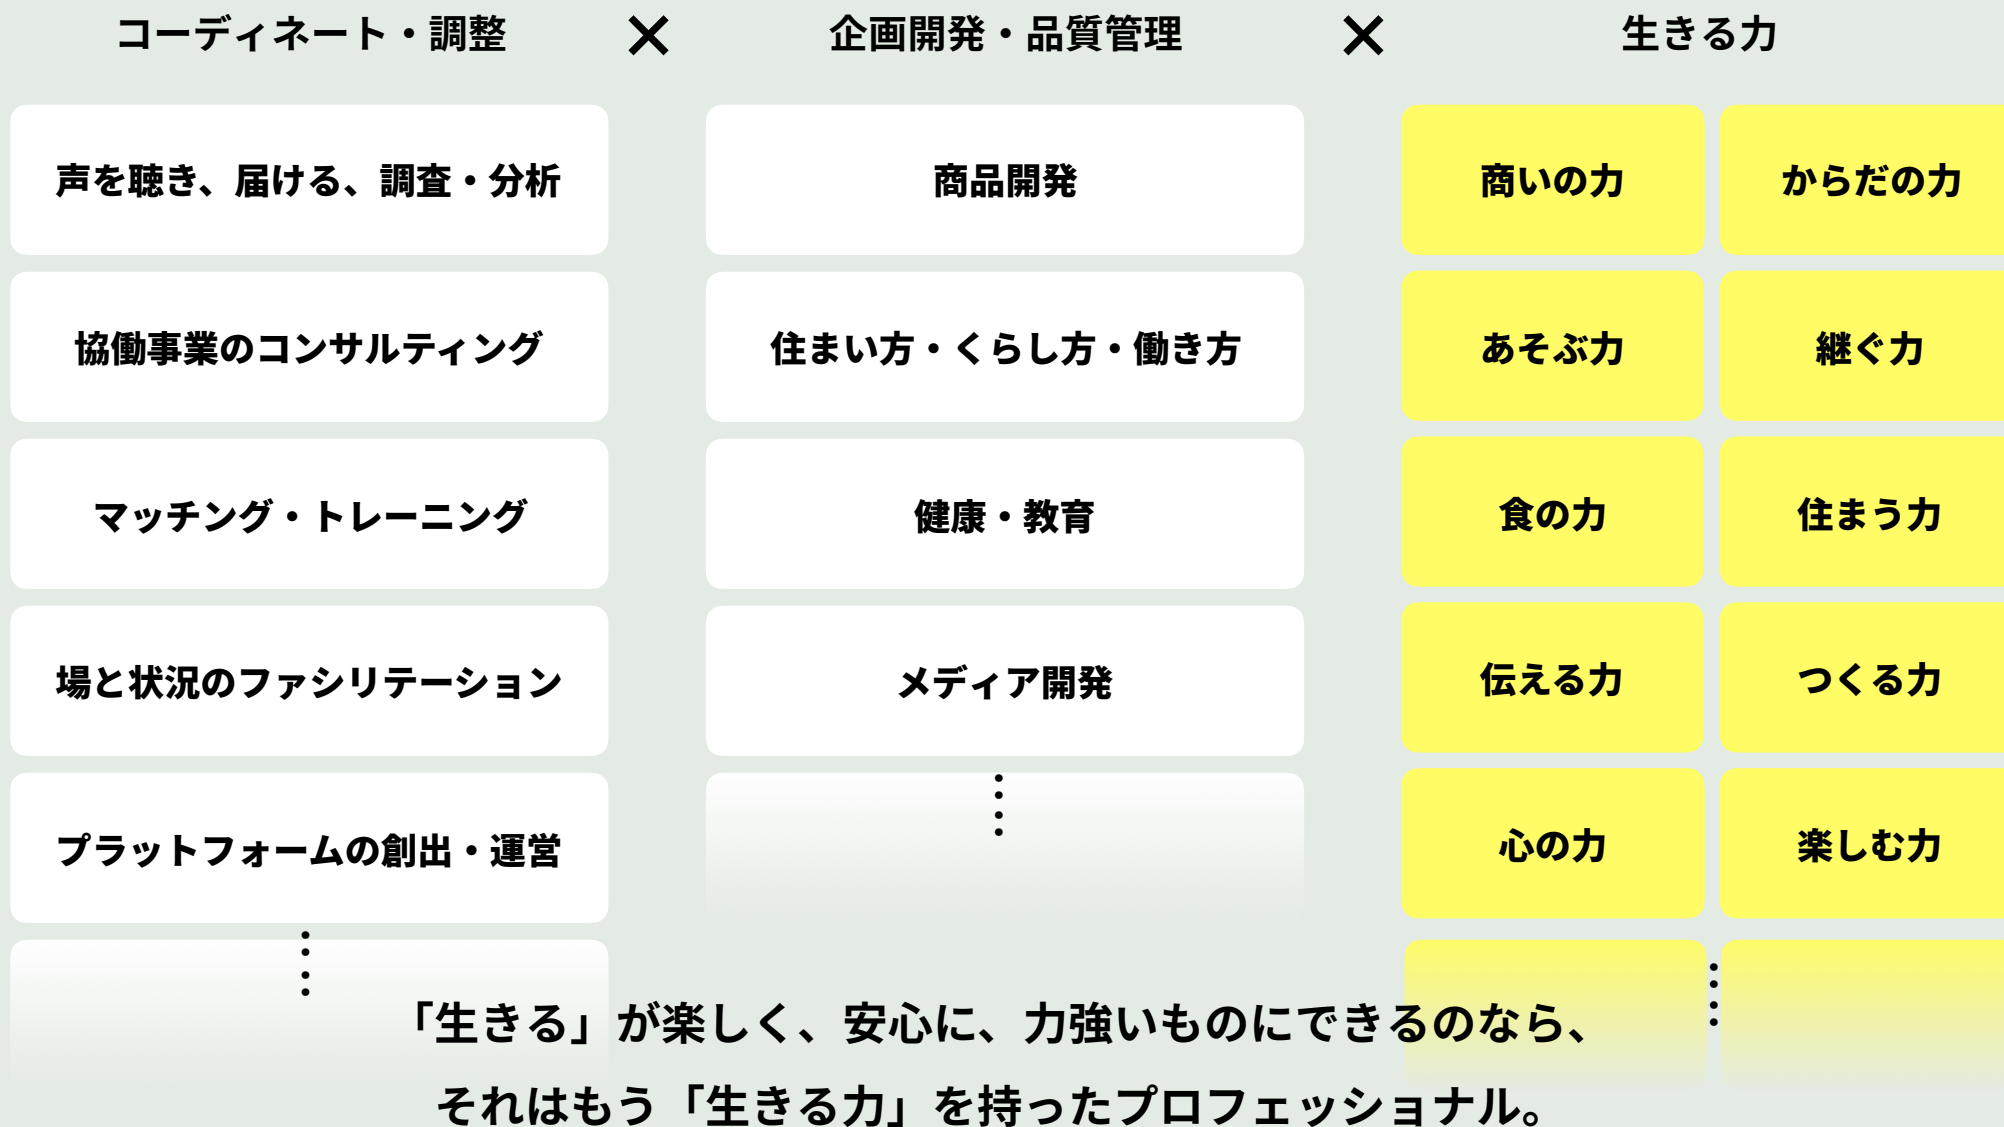 コーディネート・調整
×
企画開発・品質管理
×
生きる力
声を聴き、届ける、調査・分析
協働事業のコンサルティング
マッチング・トレーニング
場と状況のファシリテーション
プラットフォームの創出・運営
商品開発
住まい方・くらし方・働き方
健康・教育
メディア開発
商いの力
からだの力
あそぶ力
継ぐ力
食の力
住まう力
伝える力
つくる力
心の力
楽しむ力
「生きる」が楽しく、安心に、力強いものにできるのなら、
それはもう「生きる力」を持ったプロフェッショナル。